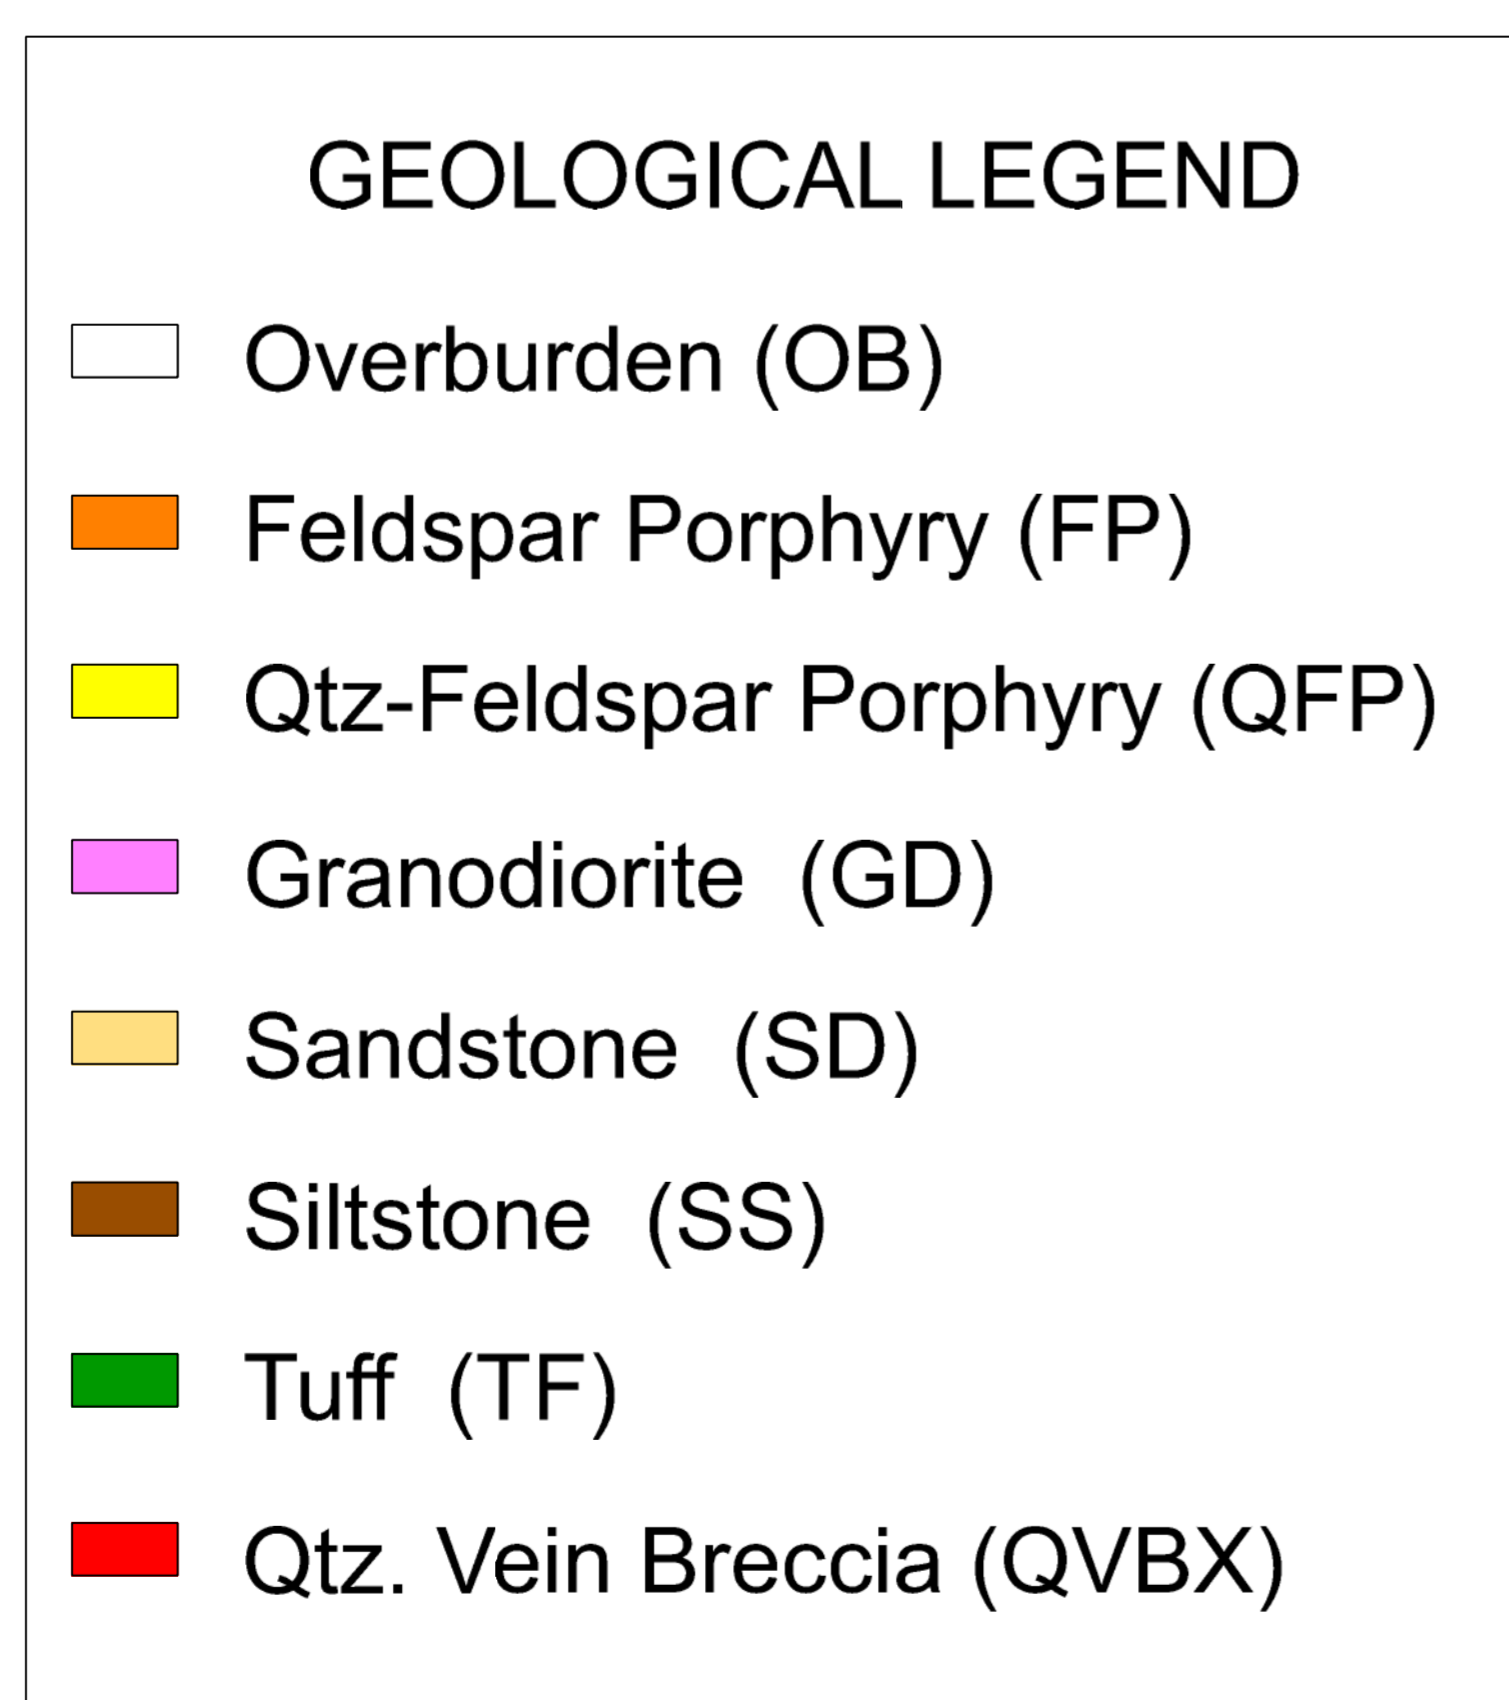 GEOLOGICAL LEGEND
Overburden (OB)
Feldspar Porphyry (FP)
Qtz-Feldspar Porphyry (QFP)
Granodiorite (GD)
Sandstone (SD)
Siltstone (SS)
Tuff (TF)
Qtz. Vein Breccia (QVBX)